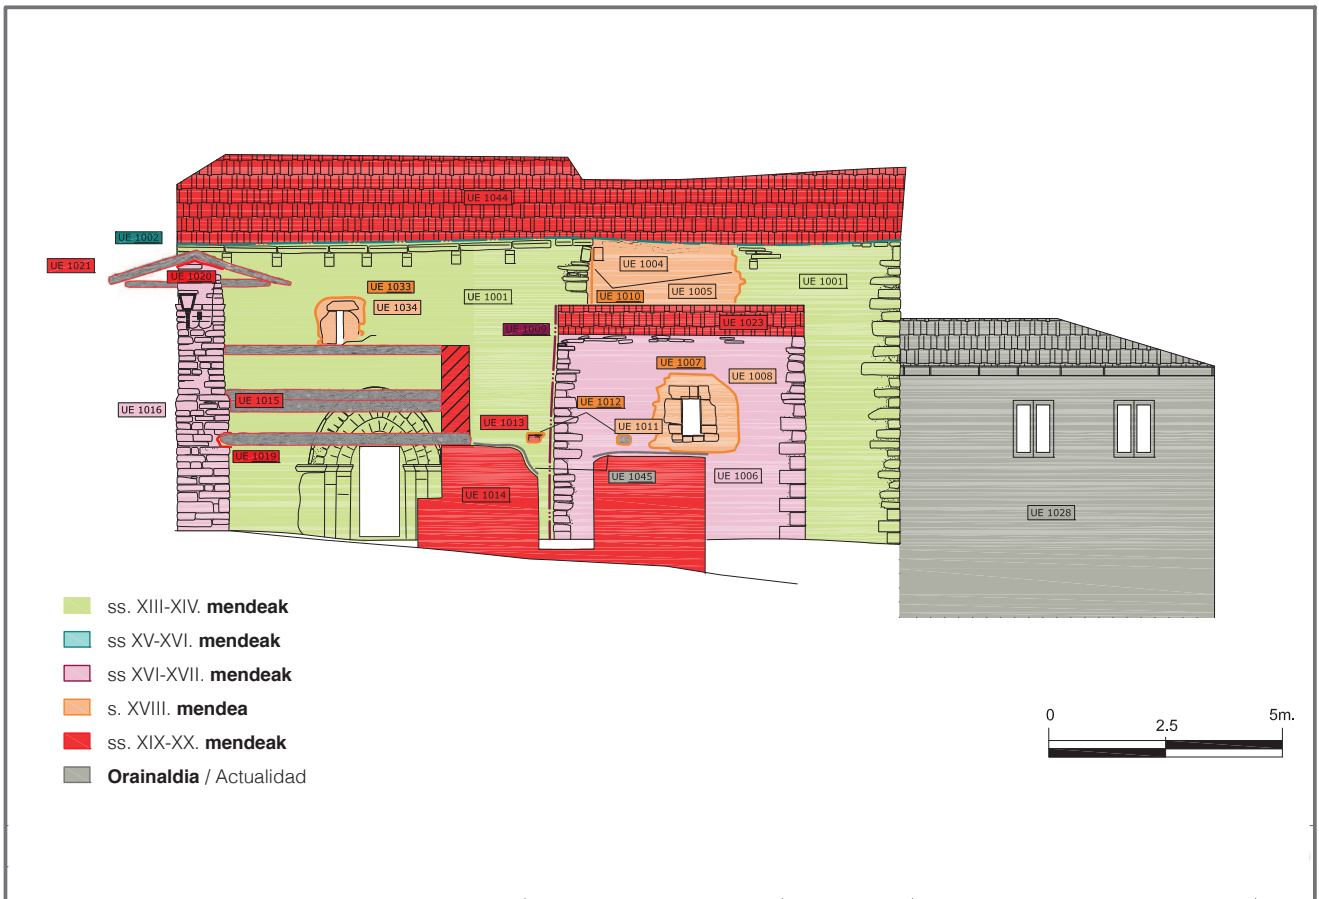 UE 1044
UE 1002
UE 1021
UE 1020
UE 1004
UE 1033
UE 1034
UE 1001
UE 1010
UE 1005
UE 1001
UE 1009
UE 1023
UE 1007
UE 1008
UE 1016
UE 1015
UE 1012
UE 1013
UE 1011
UE 1019
UE 1045
UE 1006
UE 1014
UE 1028
ss. XIII-XIV. mendeak
ss XV-XVI. mendeak
ss XVI-XVII. mendeak
s. XVIII. mendea
ss. XIX-XX. mendeak
Orainaldia / Actualidad
0 2.5 5m.